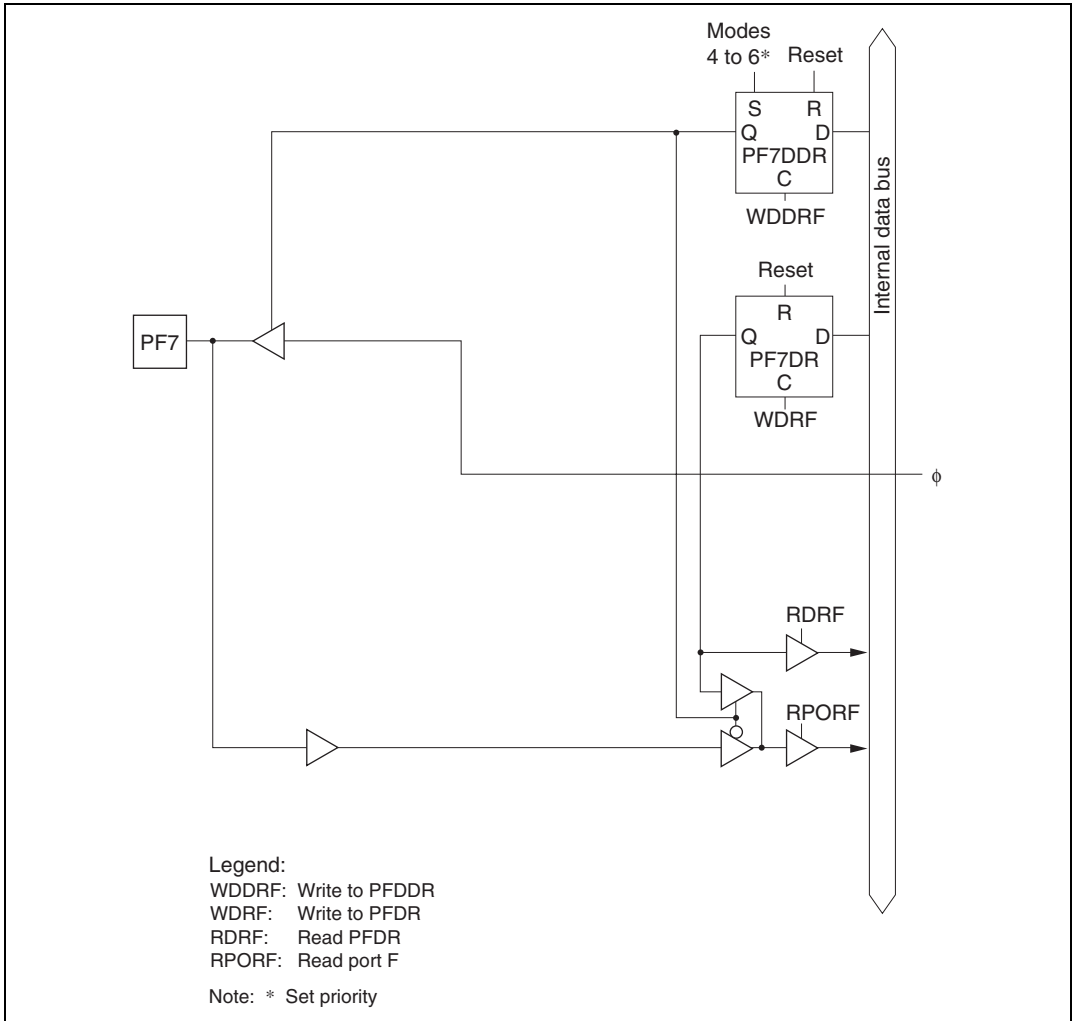 Modes
4 to 6* Reset
S R
Q D
PF7DDR
C
WDDRF
Internal data bus
Reset
R
Q D
PF7DR
C
WDRF
PF7
ϕ
RDRF
RPORF
Legend:
WDDRF: Write to PFDDR
WDRF: Write to PFDR
RDRF: Read PFDR
RPORF: Read port F
Note: * Set priority